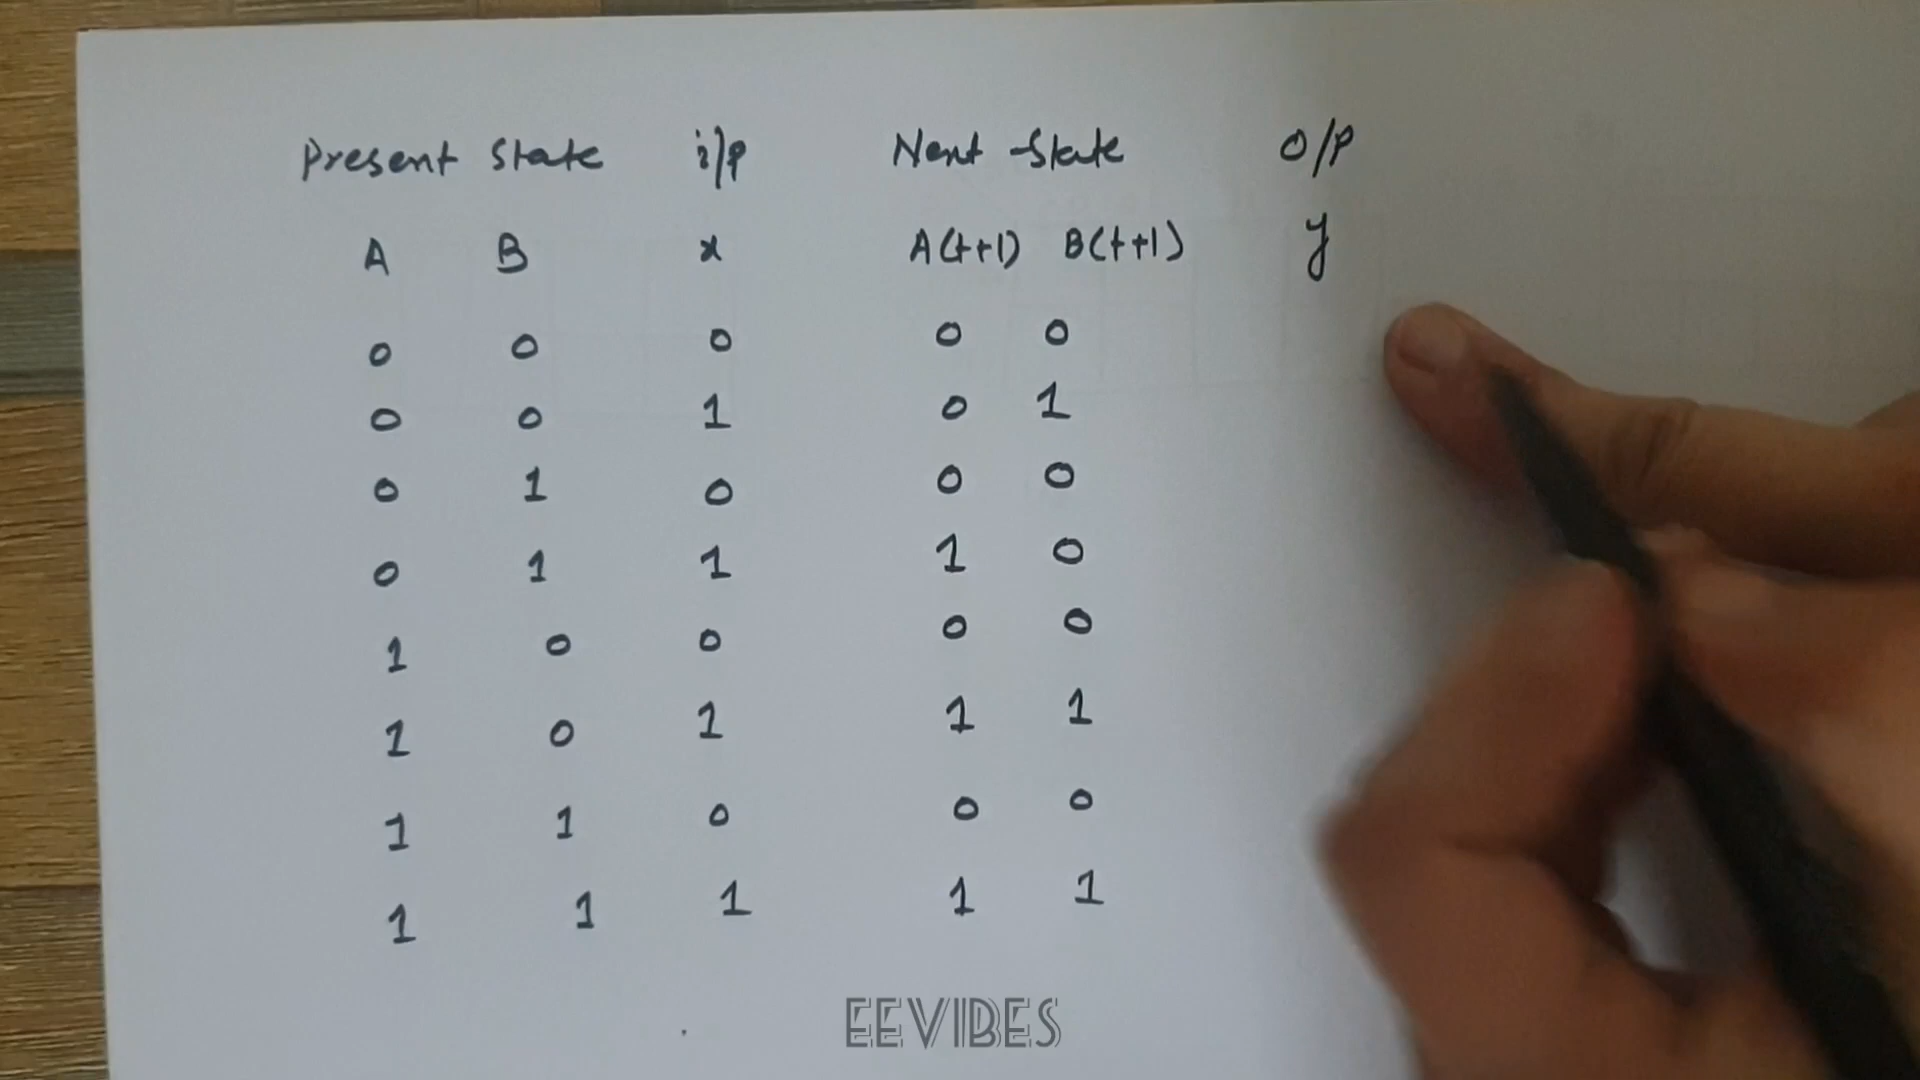 Present State i/p Next State O/P
A B x A(t+1) B(t+1) y
0 0 0 0 0
0 0 1 0 1
0 1 0 0 0
0 1 1 1 0
1 0 0 0 0
1 0 1 1 1
1 1 0 0 0
1 1 1 1 1
EEVIBES